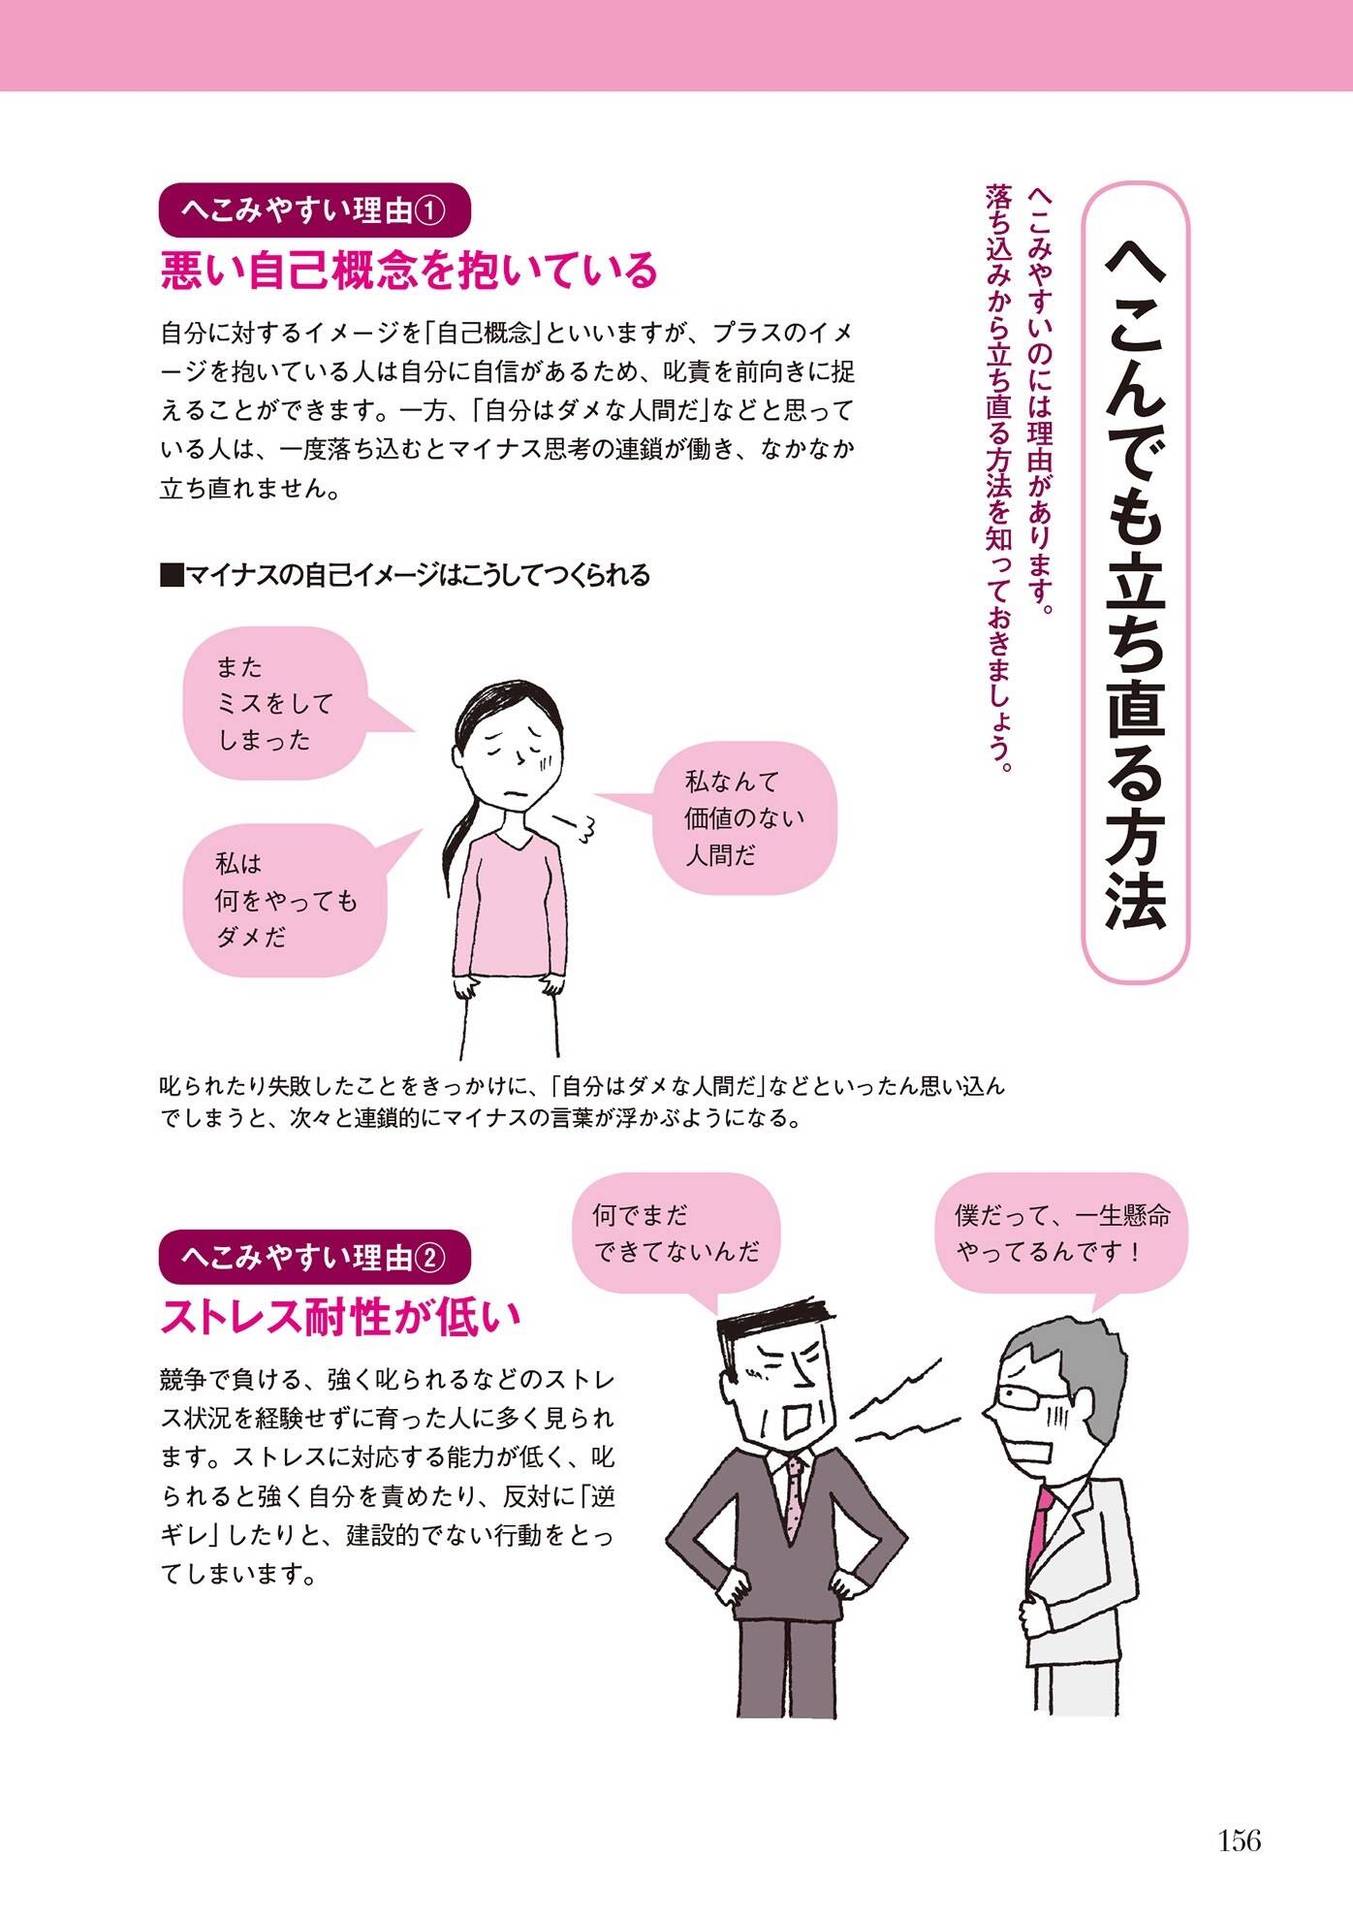 へこんでも立ち直る方法
へこみやすいのには理由があります。
落ち込みから立ち直る方法を知っておきましょう。
へこみやすい理由①
悪い自己概念を抱いている
自分に対するイメージを「自己概念」といいますが、プラスのイメ
ージを抱いている人は自分に自信があるため、叱責を前向きに捉
えることができます。一方、「自分はダメな人間だ」などと思って
いる人は、一度落ち込むとマイナス思考の連鎖が働き、なかなか
立ち直れません。
■マイナスの自己イメージはこうしてつくられる
また
ミスをして
しまった
私なんて
価値のない
人間だ
私は
何をやっても
ダメだ
叱られたり失敗したことをきっかけに、「自分はダメな人間だ」などといったん思い込ん
でしまうと、次々と連鎖的にマイナスの言葉が浮かぶようになる。
へこみやすい理由②
ストレス耐性が低い
競争で負ける、強く叱られるなどのストレ
ス状況を経験せずに育った人に多く見られ
ます。ストレスに対応する能力が低く、叱
られると強く自分を責めたり、反対に「逆
ギレ」したりと、建設的でない行動をとっ
てしまいます。
何でまだ
できてないんだ
僕だって、一生懸命
やってるんです！
156